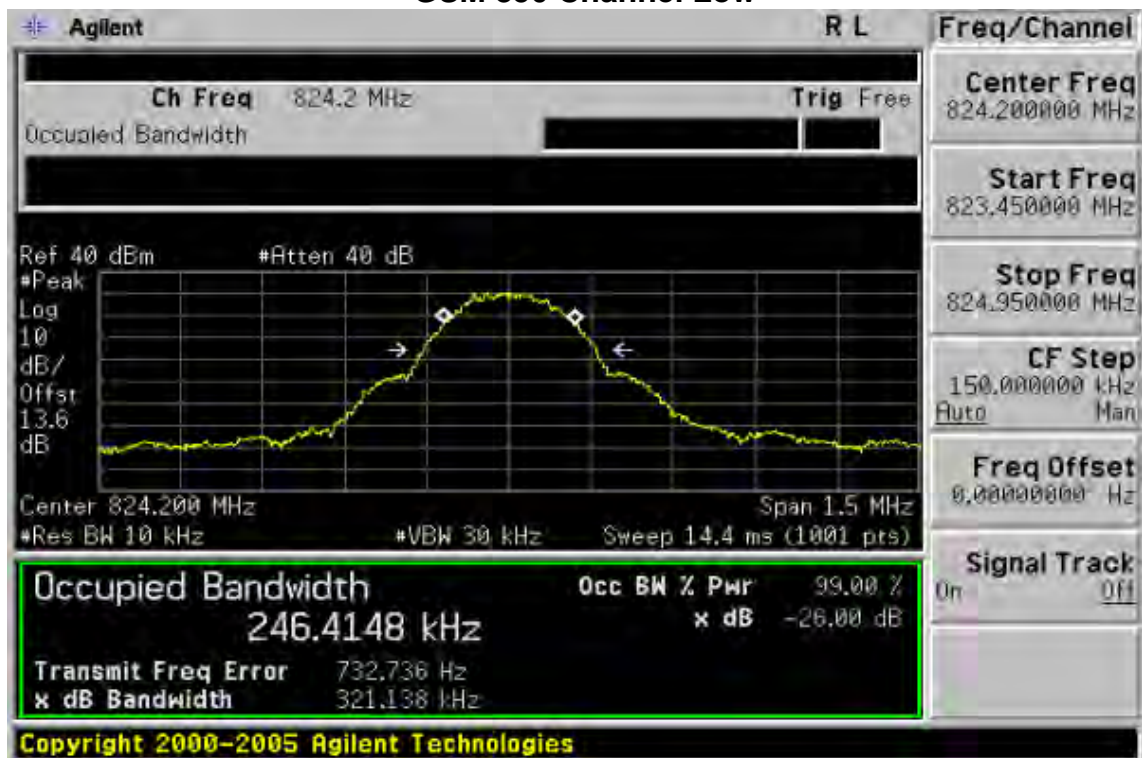 Agilent R L Freq/Channel
Ch Freq 824.2 MHz Trig Free
Occupied Bandwidth
Center Freq
824.200000 MHz
Start Freq
823.450000 MHz
Stop Freq
824.950000 MHz
CF Step
150.000000 kHz
Auto Man
Freq Offset
0.00000000 Hz
Signal Track
On Off
Ref 40 dBm #Atten 40 dB
#Peak
Log
10
dB/
Offst
13.6
dB
Center 824.200 MHz Span 1.5 MHz
#Res BW 10 kHz #VBW 30 kHz Sweep 14.4 ms (1001 pts)
Occupied Bandwidth
246.4148 kHz
Occ BW % Pwr 99.00 %
x dB -26.00 dB
Transmit Freq Error 732.736 Hz
x dB Bandwidth 321.138 kHz
Copyright 2000-2005 Agilent Technologies